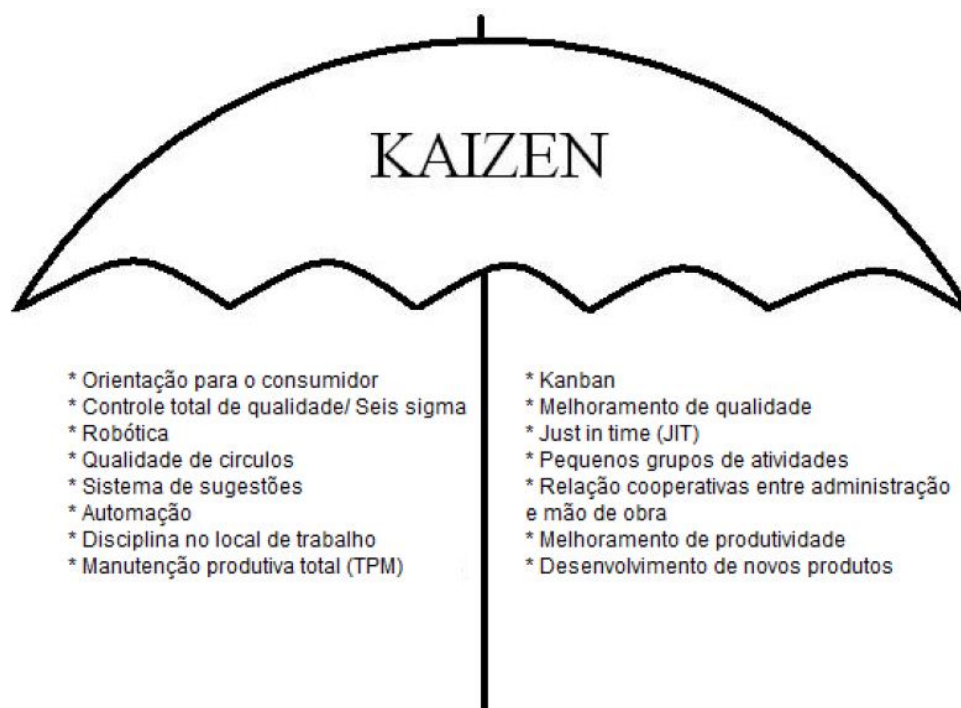 KAIZEN
* Orientação para o consumidor
* Controle total de qualidade/ Seis sigma
* Robótica
* Qualidade de circulos
* Sistema de sugestões
* Automação
* Disciplina no local de trabalho
* Manutenção produtiva total (TPM)
* Kanban
* Melhoramento de qualidade
* Just in time (JIT)
* Pequenos grupos de atividades
* Relação cooperativas entre administração
e mão de obra
* Melhoramento de produtividade
* Desenvolvimento de novos produtos